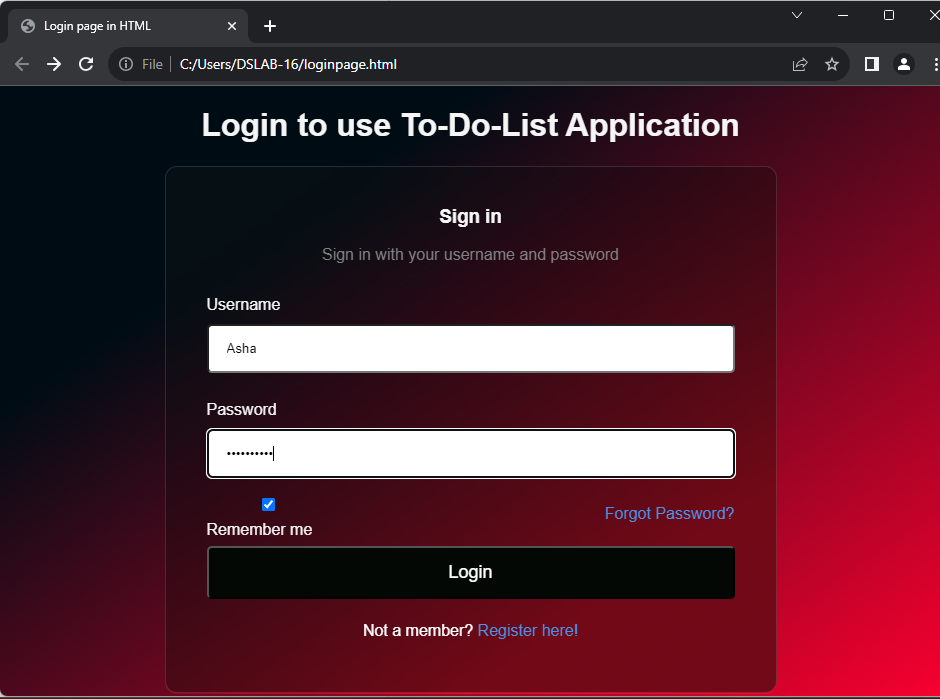 Login page in HTML
File C:/Users/DSLAB-16/loginpage.html
Login to use To-Do-List Application
Sign in
Sign in with your username and password
Username
Asha
Password
••••••••••
Forgot Password?
Remember me
Login
Not a member? Register here!